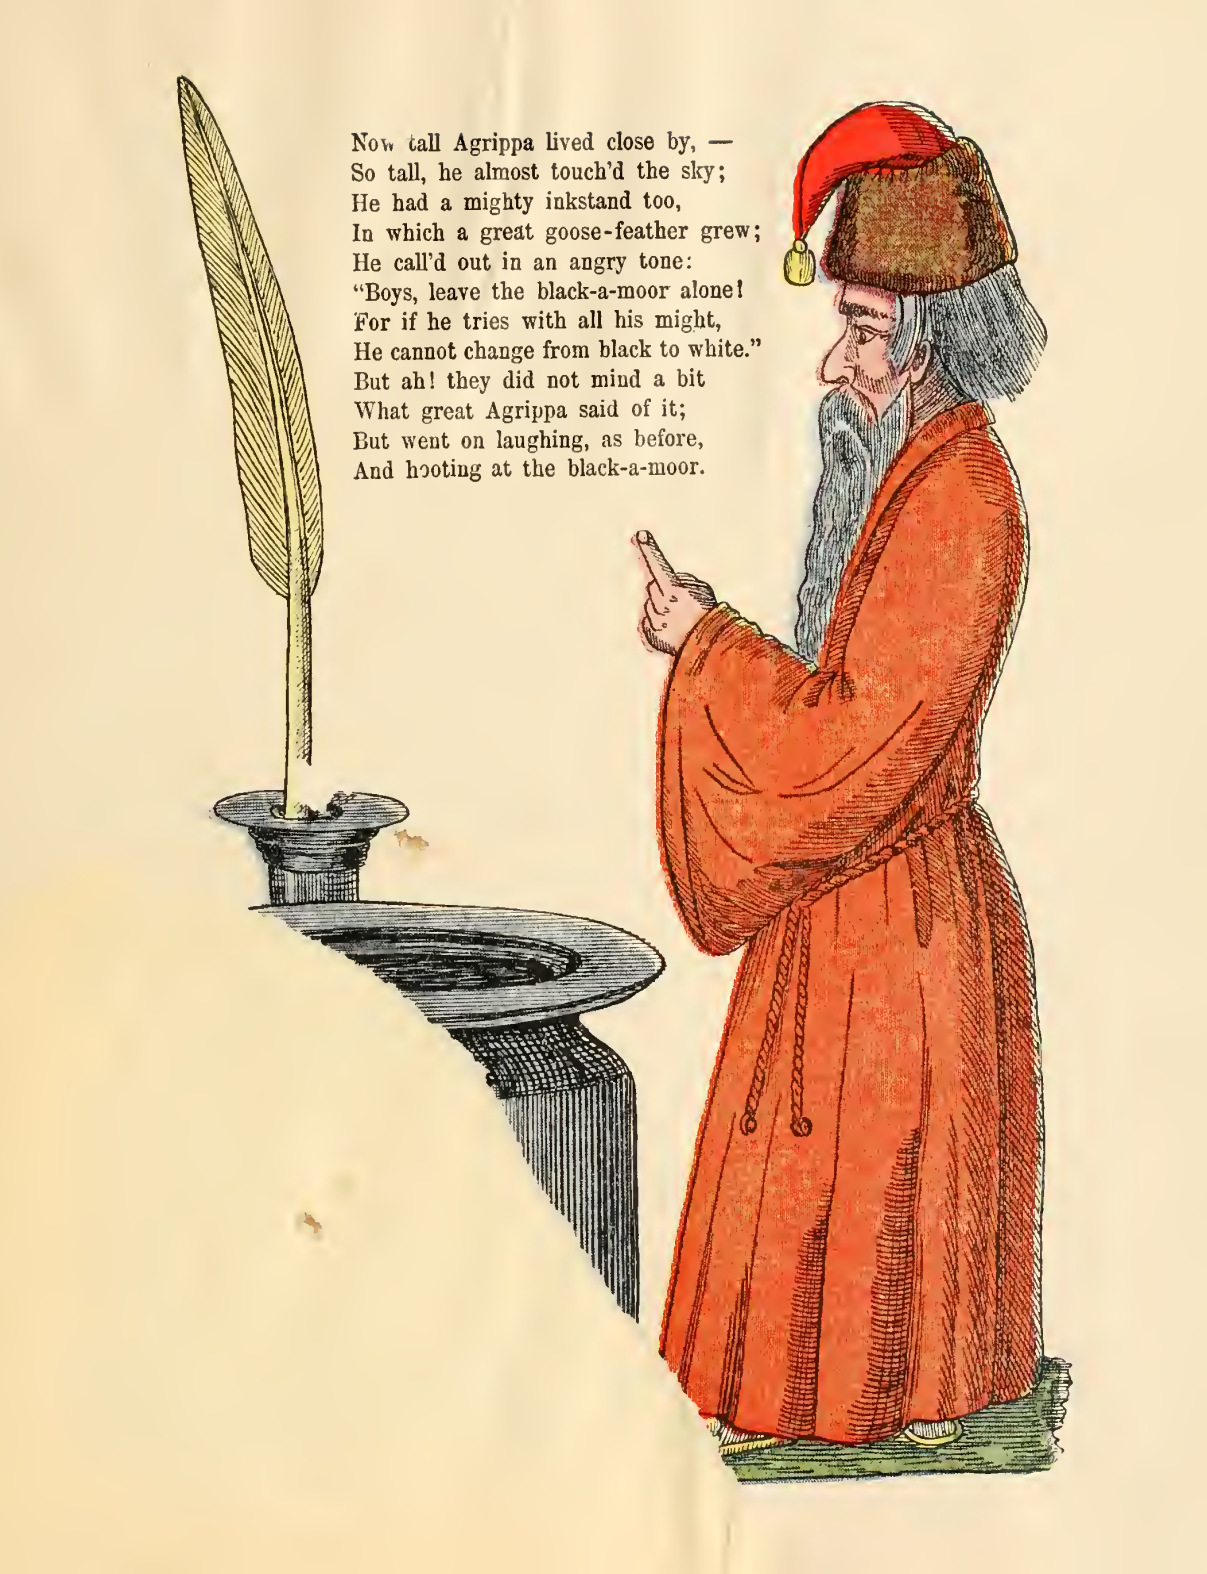 Now tall Agrippa lived close by, —
So tall, he almost touch'd the sky;
He had a mighty inkstand too,
In which a great goose-feather grew;
He call'd out in an angry tone:
“Boys, leave the black-a-moor alone!
For if he tries with all his might,
He cannot change from black to white.”
But ah! they did not mind a bit
What great Agrippa said of it;
But went on laughing, as before,
And hooting at the black-a-moor.